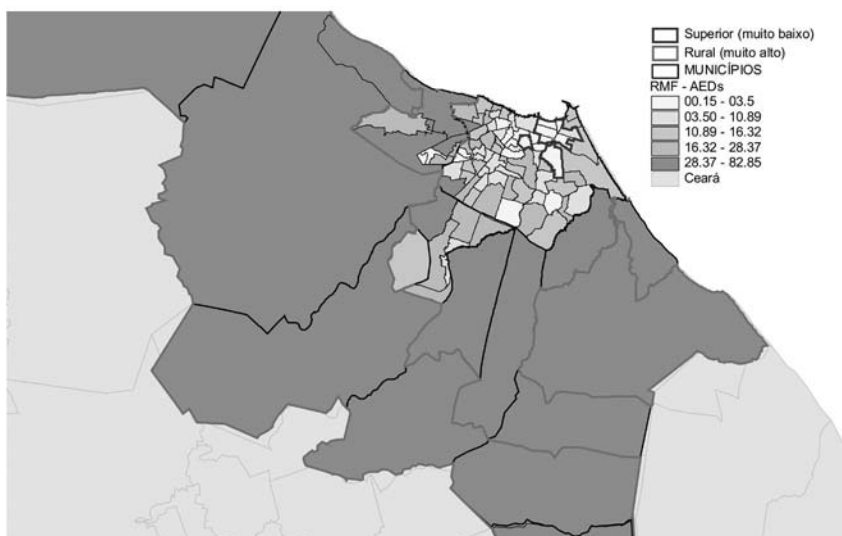 Superior (muito baixo)
Rural (muito alto)
MUNICÍPIOS
RMF - AEDs
00.15 - 03.5
03.50 - 10.89
10.89 - 16.32
16.32 - 28.37
28.37 - 82.85
Ceará